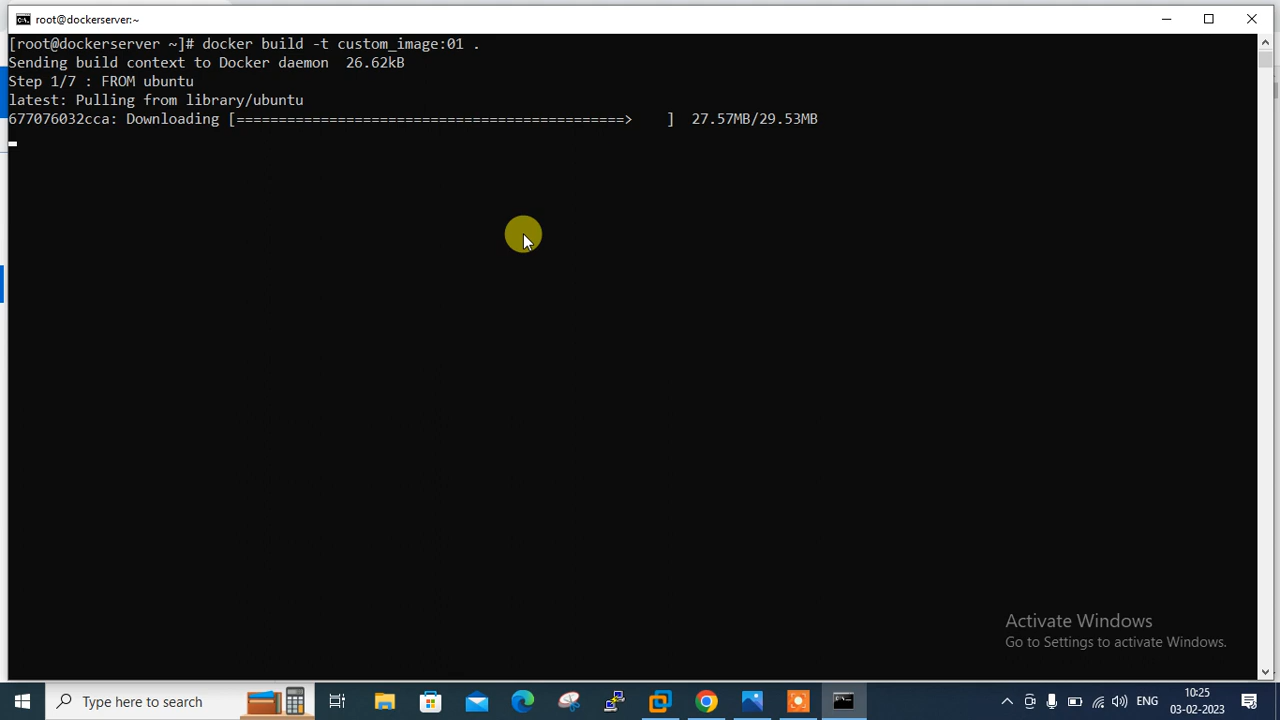 root@dockerserver:~
[root@dockerserver ~]# docker build -t custom_image:01 .
Sending build context to Docker daemon  26.62kB
Step 1/7 : FROM ubuntu
latest: Pulling from library/ubuntu
677076032cca: Downloading [==============================================>    ]  27.57MB/29.53MB
Activate Windows
Go to Settings to activate Windows.
Type here to search
ENG
10:25
03-02-2023